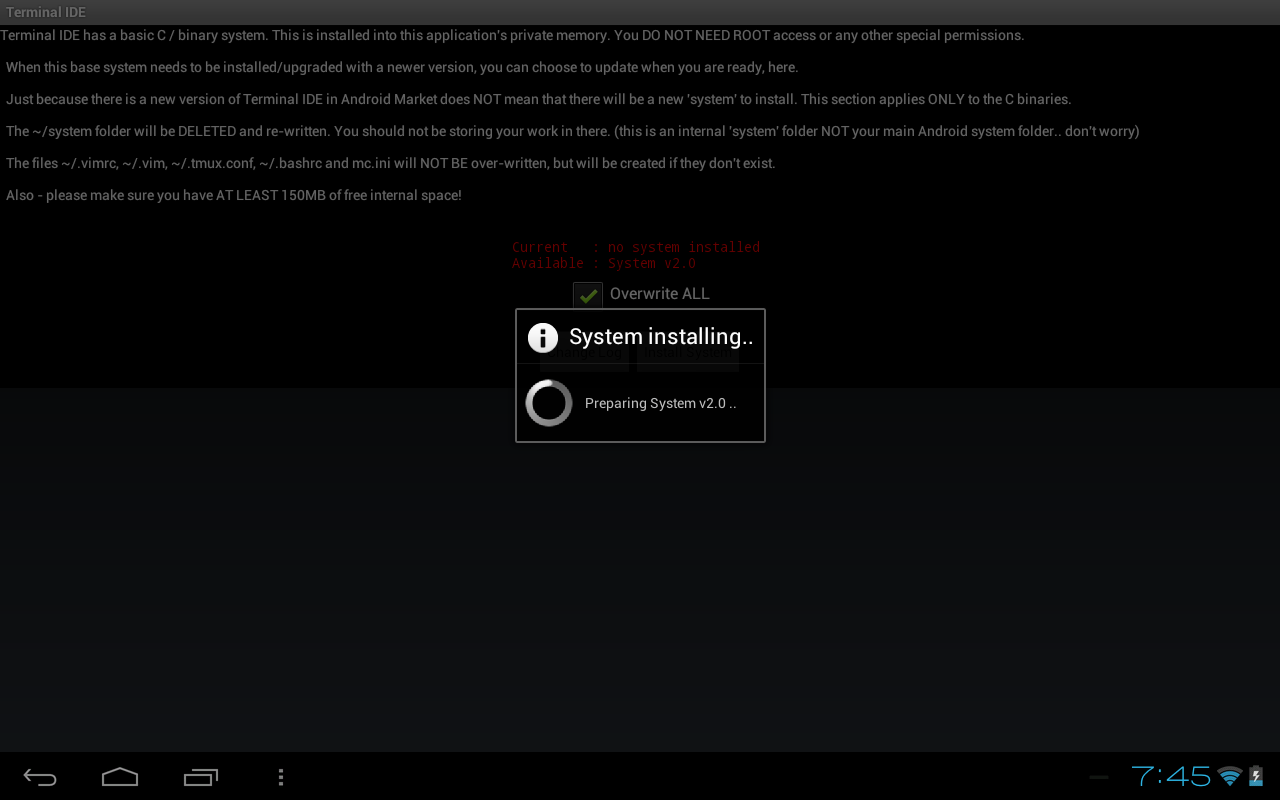 Terminal IDE
Terminal IDE has a basic C / binary system. This is installed into this application's private memory. You DO NOT NEED ROOT access or any other special permissions.
When this base system needs to be installed/upgraded with a newer version, you can choose to update when you are ready, here.
Just because there is a new version of Terminal IDE in Android Market does NOT mean that there will be a new 'system' to install. This section applies ONLY to the C binaries.
The ~/system folder will be DELETED and re-written. You should not be storing your work in there. (this is an internal 'system' folder NOT your main Android system folder.. don't worry)
The files ~/.vimrc, ~/.vim, ~/.tmux.conf, ~/.bashrc and mc.ini will NOT BE over-written, but will be created if they don't exist.
Also - please make sure you have AT LEAST 150MB of free internal space!
Current   : no system installed
Available : System v2.0
Overwrite ALL
System installing..
Change Log Install System
Preparing System v2.0 ..
7:45